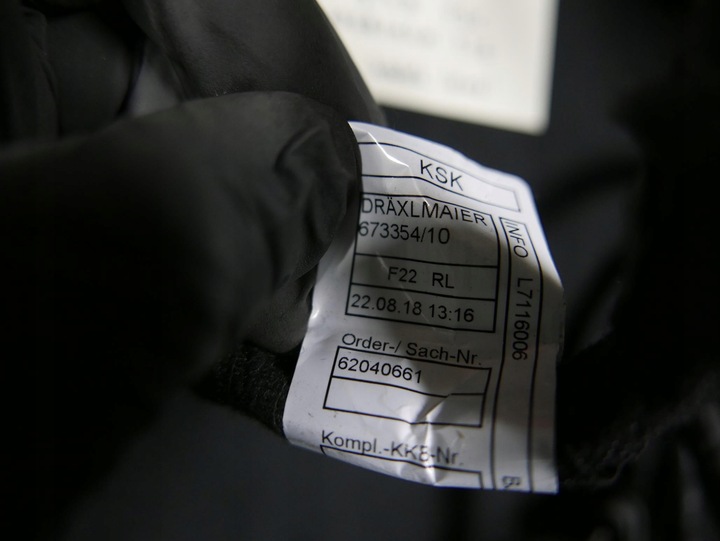 KSK
DRÄXLMAIER
673354/10
F22 RL
22.08.18 13:16
Order-/ Sach-Nr.
62040661
Kompl.-KKB-Nr.
INFO L7116006